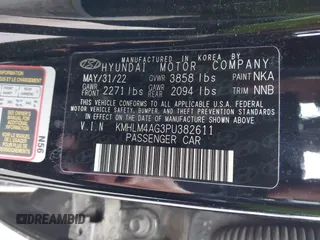 MANUFACTURED IN KOREA BY
HYUNDAI MOTOR COMPANY
MAY/31/22 GVWR 3858 lbs PAINT NKA
GAWR FRONT 2271 lbs GAWR REAR 2094 lbs TRIM NNB
THIS VEHICLE CONFORMS TO ALL APPLICABLE U.S.
FEDERAL MOTOR VEHICLE SAFETY, BUMPER, AND THEFT PREVENTION
STANDARDS IN EFFECT ON THE DATE OF MANUFACTURE SHOWN ABOVE.
V.I.N KMHLM4AG3PU382611
PASSENGER CAR
N56
DREAMBID